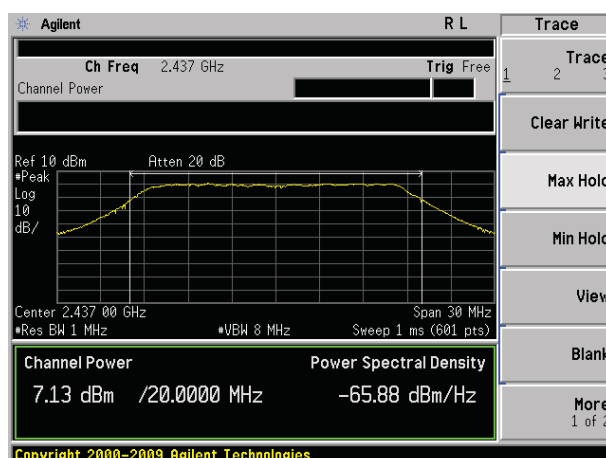 Agilent R L Trace
Ch Freq 2.437 GHz Trig Free
Channel Power
Trace
1 2 3
Clear Write
Max Hold
Min Hold
View
Blank
More
1 of 2
Ref 10 dBm Atten 20 dB
#Peak
Log
10
dB/
Center 2.437 00 GHz Span 30 MHz
#Res BW 1 MHz #VBW 8 MHz Sweep 1 ms (601 pts)
Channel Power Power Spectral Density
7.13 dBm /20.0000 MHz -65.88 dBm/Hz
Copyright 2000-2009 Agilent Technologies